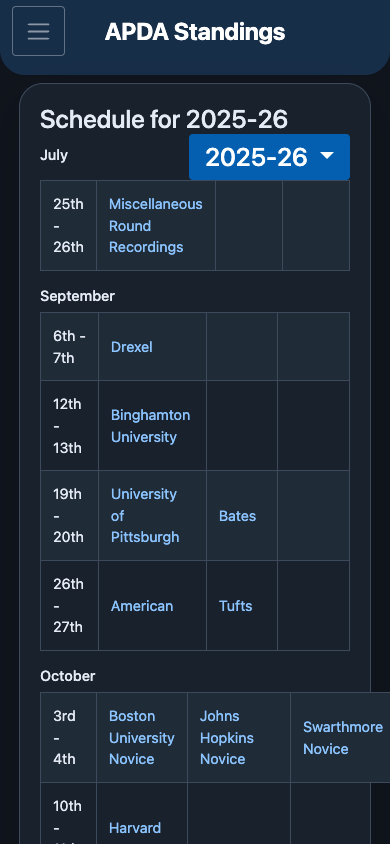 APDA Standings
Schedule for 2025-26
July
2025-26
25th
-
26th
Miscellaneous
Round
Recordings
September
6th -
7th
Drexel
12th
-
13th
Binghamton
University
19th
-
20th
University
of
Pittsburgh
Bates
26th
-
27th
American
Tufts
October
3rd
-
4th
Boston
University
Novice
Johns
Hopkins
Novice
Swarthmore
Novice
10th
-
Harvard